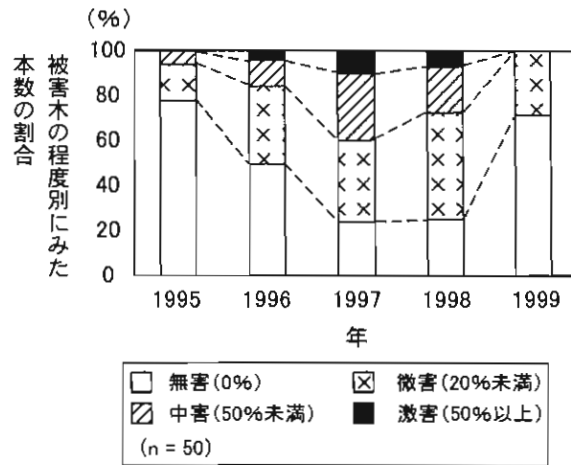 (%)
被害木の程度別にみた
本数の割合
100
80
60
40
20
0
1995 1996 1997 1998 1999
年
無害(0%) 微害(20%未満)
中害(50%未満) 激害(50%以上)
(n = 50)